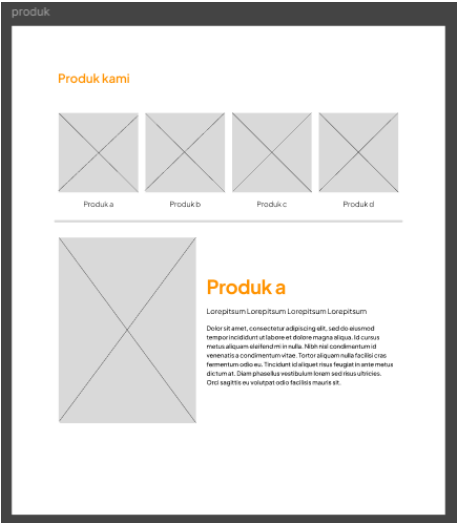 produk
Produk kami
Produk a
Produk b
Produk c
Produk d
Produk a
Lorepitsum Lorepitsum Lorepitsum Lorepitsum
Dolor sit amet, consectetur adipiscing elit, sed do eiusmod
tempor incididunt ut labore et dolore magna aliqua. Id cursus
metus aliquam eleifend mi in nulla. Nibh nisl condimentum id
venenatis a condimentum vitae. Tortor aliquam nulla facilisi cras
fermentum odio eu. Tincidunt id aliquet risus feugiat in ante metus
dictum at. Diam phasellus vestibulum lorem sed risus ultricies.
Orci sagittis eu volutpat odio facilisis mauris sit.